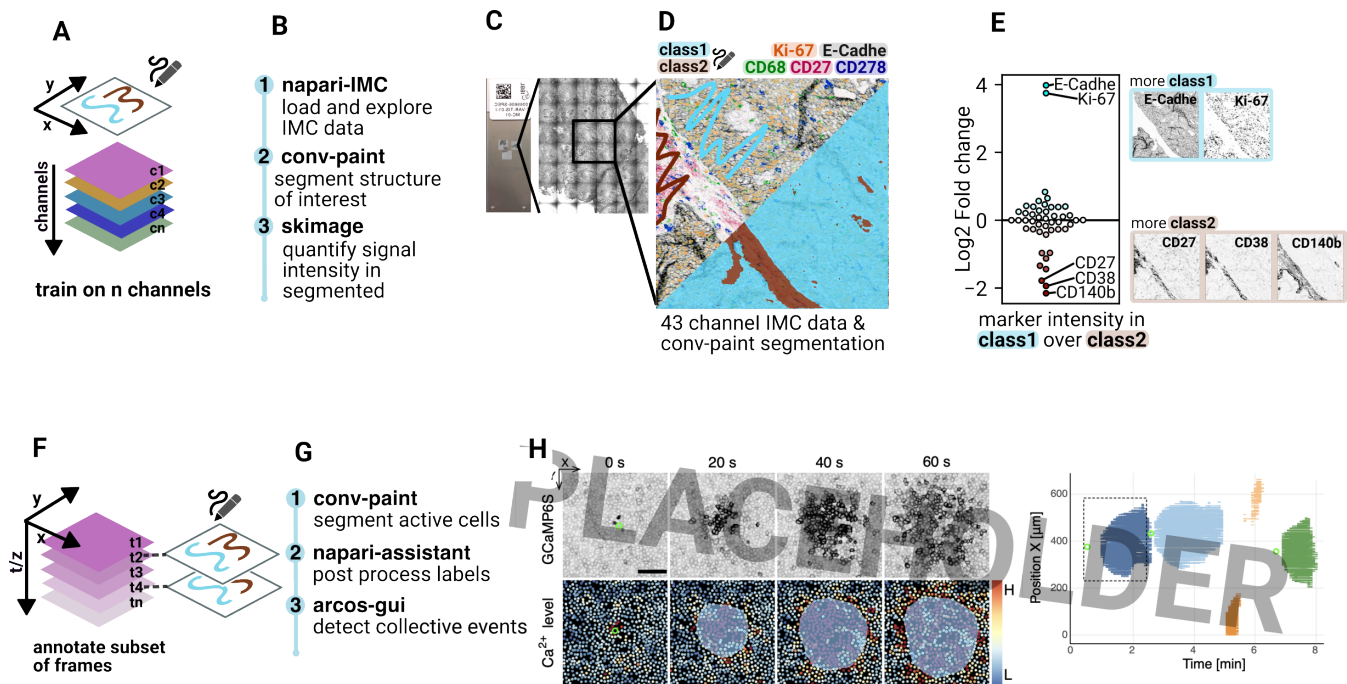 A
y
x
channels
c1
c2
c3
c4
cn
train on n channels
B
1 napari-IMC
load and explore
IMC data
2 conv-paint
segment structure
of interest
3 skimage
quantify signal
intensity in
segmented
C
D
class1
class2
Ki-67 E-Cadhe
CD68 CD27 CD278
43 channel IMC data &
conv-paint segmentation
E
Log2 Fold change
4
2
0
−2
E-Cadhe
Ki-67
CD27
CD38
CD140b
marker intensity in
class1 over class2
more class1
E-Cadhe
Ki-67
more class2
CD27
CD38
CD140b
F
y
x
t/z
t1
t2
t3
t4
tn
annotate subset
of frames
G
1 conv-paint
segment active cells
2 napari-assistant
post process labels
3 arcos-gui
detect collective events
H
X
0 s
20 s
40 s
60 s
GCaMP6S
Ca²⁺ level
H
L
PLACEHOLDER
Position X [µm]
600
400
200
0
0
2
4
6
8
Time [min]